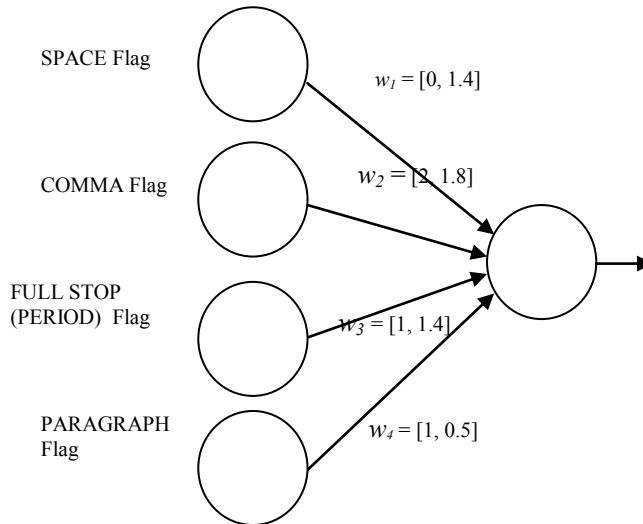 SPACE Flag
w1 = [0, 1.4]
COMMA Flag
w2 = [2, 1.8]
FULL STOP
(PERIOD) Flag
w3 = [1, 1.4]
PARAGRAPH
Flag
w4 = [1, 0.5]